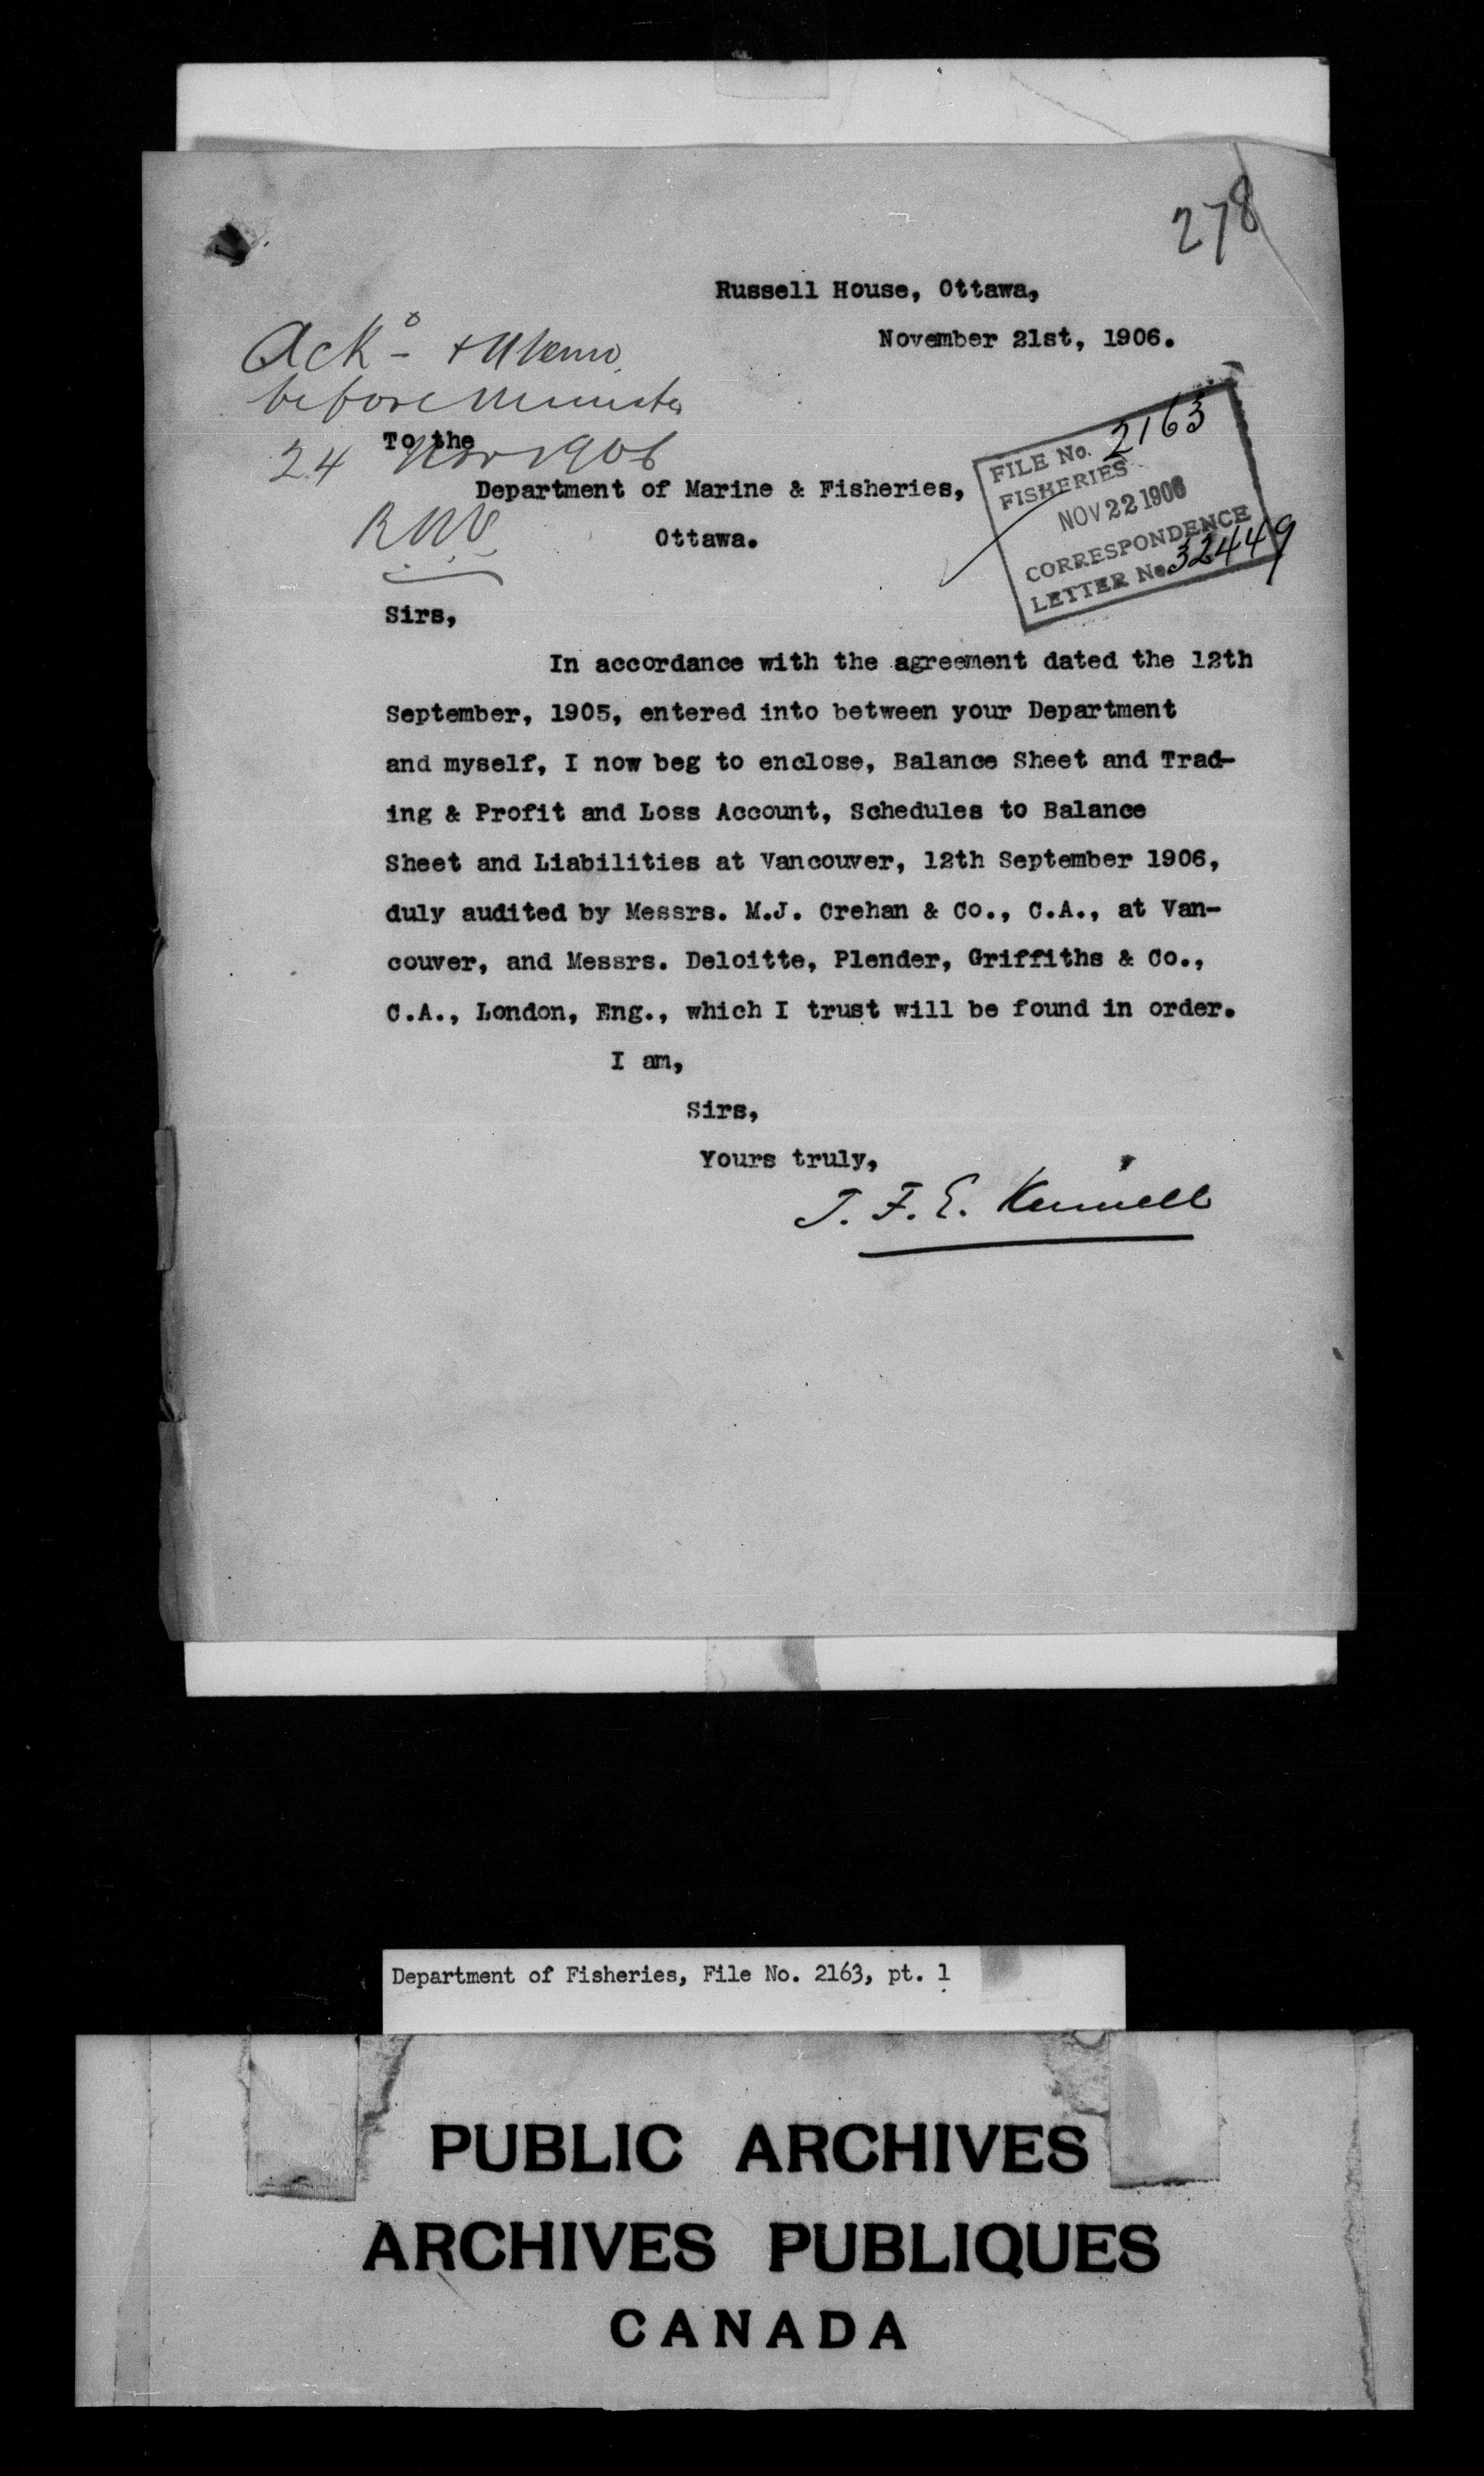 278
Russell House, Ottawa,
November 21st, 1906.
Ack⁰ - + Memo
before Minister
24 Nov 1906
To the
Department of Marine & Fisheries,
Ottawa.
FILE No. 2163
FISHERIES
NOV 22 1906
CORRESPONDENCE
LETTER No. 32449
Sirs,
In accordance with the agreement dated the 12th
September, 1905, entered into between your Department
and myself, I now beg to enclose, Balance Sheet and Trad-
ing & Profit and Loss Account, Schedules to Balance
Sheet and Liabilities at Vancouver, 12th September 1906,
duly audited by Messrs. M.J. Crehan & Co., C.A., at Van-
couver, and Messrs. Deloitte, Plender, Griffiths & Co.,
C.A., London, Eng., which I trust will be found in order.
I am,
Sirs,
Yours truly,
J. F. E.
Department of Fisheries, File No. 2163, pt. 1
PUBLIC ARCHIVES
ARCHIVES PUBLIQUES
CANADA